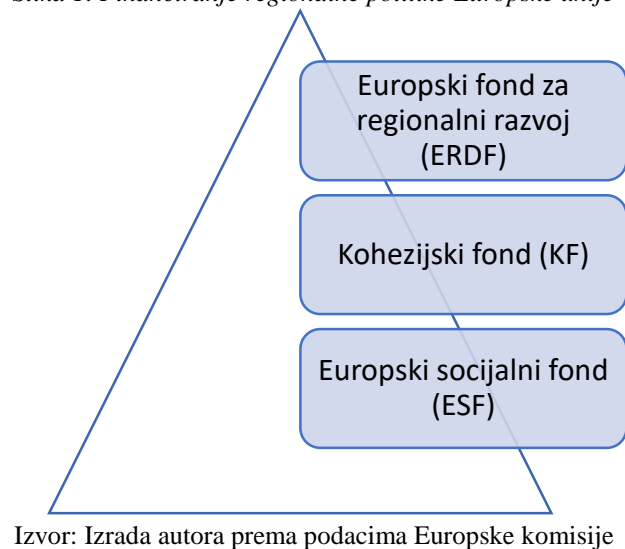 Europski fond za
regionalni razvoj
(ERDF)
Kohezijski fond (KF)
Europski socijalni fond
(ESF)
Izvor: Izrada autora prema podacima Europske komisije